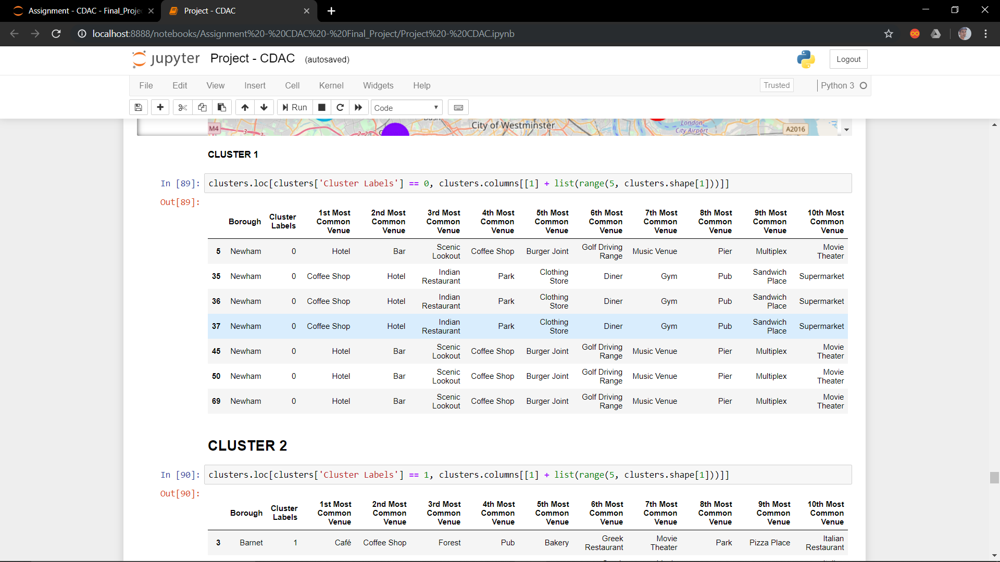 Assignment - CDAC - Final_Proje
Project - CDAC
localhost:8888/notebooks/Assignment%20-%20CDAC%20-%20Final_Project/Project%20-%20CDAC.ipynb
jupyter Project - CDAC (autosaved)
Logout
File Edit View Insert Cell Kernel Widgets Help
Trusted
Python 3
Run
Code
M4
City of Westminster
London
City Airport
A2016
CLUSTER 1
In [89]: clusters.loc[clusters['Cluster Labels'] == 0, clusters.columns[[1] + list(range(5, clusters.shape[1]))]]
Out[89]:
Borough Cluster Labels 1st Most Common Venue 2nd Most Common Venue 3rd Most Common Venue 4th Most Common Venue 5th Most Common Venue 6th Most Common Venue 7th Most Common Venue 8th Most Common Venue 9th Most Common Venue 10th Most Common Venue
5 Newham 0 Hotel Bar Scenic Lookout Coffee Shop Burger Joint Golf Driving Range Music Venue Pier Multiplex Movie Theater
35 Newham 0 Coffee Shop Hotel Indian Restaurant Park Clothing Store Diner Gym Pub Sandwich Place Supermarket
36 Newham 0 Coffee Shop Hotel Indian Restaurant Park Clothing Store Diner Gym Pub Sandwich Place Supermarket
37 Newham 0 Coffee Shop Hotel Indian Restaurant Park Clothing Store Diner Gym Pub Sandwich Place Supermarket
45 Newham 0 Hotel Bar Scenic Lookout Coffee Shop Burger Joint Golf Driving Range Music Venue Pier Multiplex Movie Theater
50 Newham 0 Hotel Bar Scenic Lookout Coffee Shop Burger Joint Golf Driving Range Music Venue Pier Multiplex Movie Theater
69 Newham 0 Hotel Bar Scenic Lookout Coffee Shop Burger Joint Golf Driving Range Music Venue Pier Multiplex Movie Theater
CLUSTER 2
In [90]: clusters.loc[clusters['Cluster Labels'] == 1, clusters.columns[[1] + list(range(5, clusters.shape[1]))]]
Out[90]:
Borough Cluster Labels 1st Most Common Venue 2nd Most Common Venue 3rd Most Common Venue 4th Most Common Venue 5th Most Common Venue 6th Most Common Venue 7th Most Common Venue 8th Most Common Venue 9th Most Common Venue 10th Most Common Venue
3 Barnet 1 Café Coffee Shop Forest Pub Bakery Greek Restaurant Movie Theater Park Pizza Place Italian Restaurant